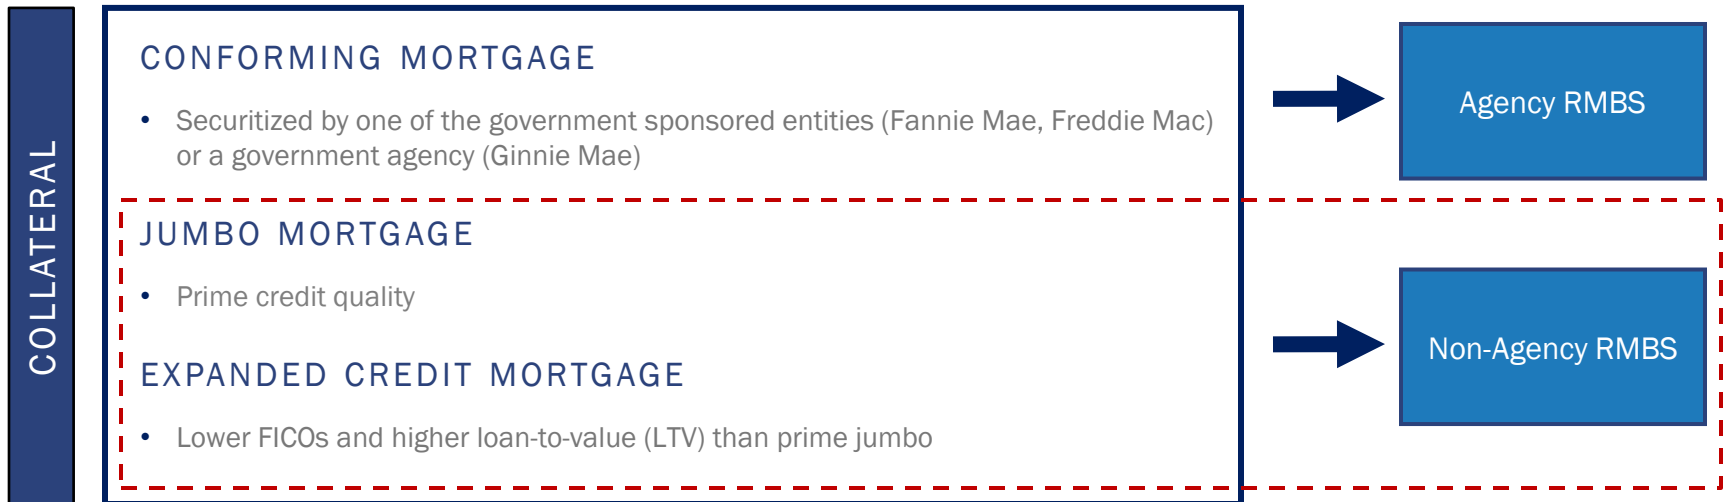 COLLATERAL
CONFORMING MORTGAGE
• Securitized by one of the government sponsored entities (Fannie Mae, Freddie Mac)
or a government agency (Ginnie Mae)
Agency RMBS
JUMBO MORTGAGE
• Prime credit quality
EXPANDED CREDIT MORTGAGE
• Lower FICOs and higher loan-to-value (LTV) than prime jumbo
Non-Agency RMBS